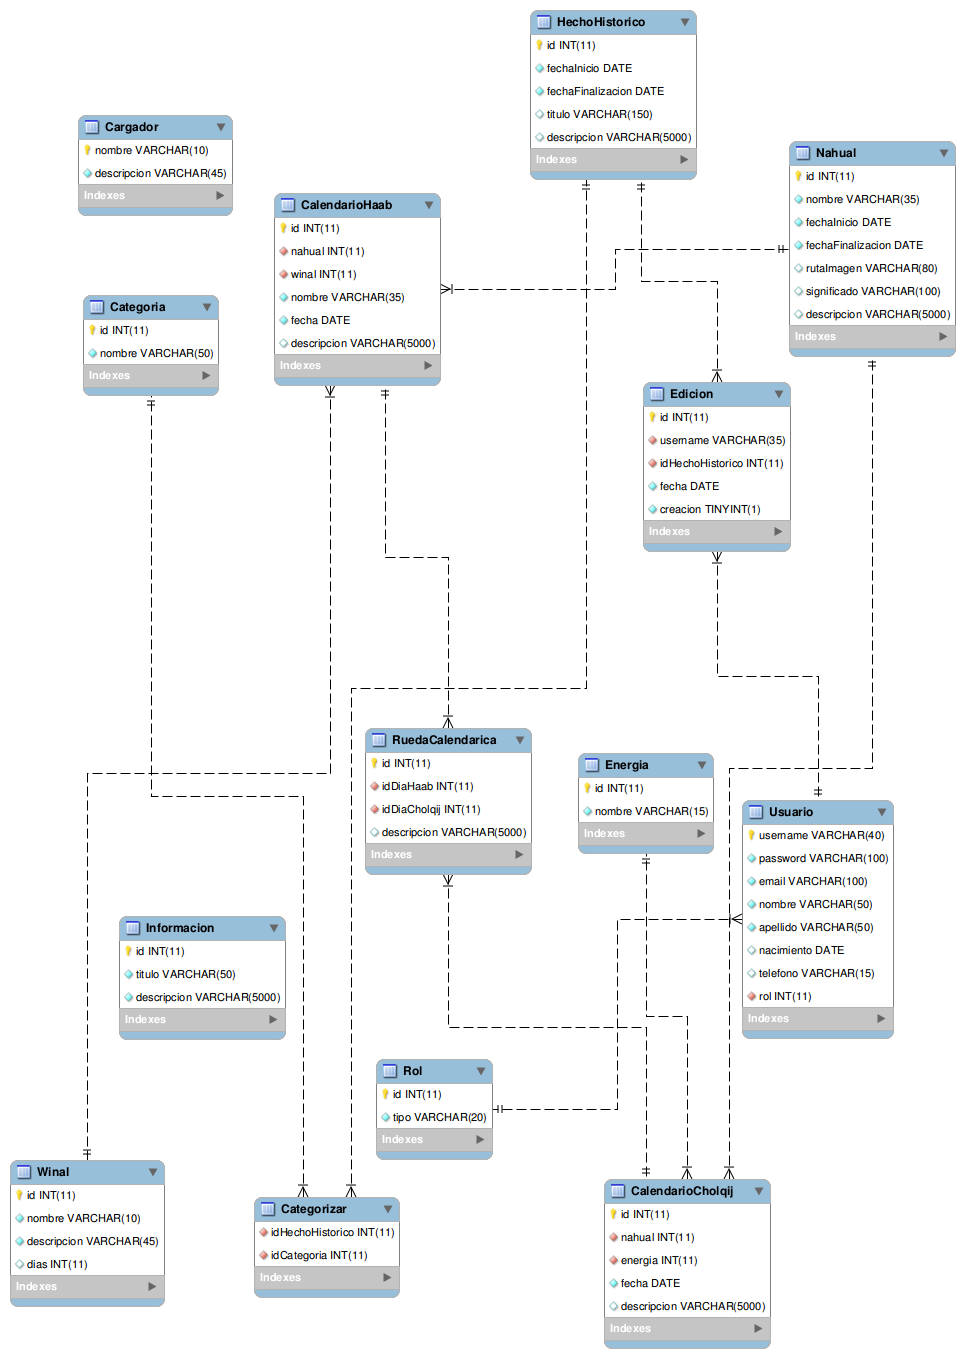 HechoHistorico
id INT(11)
fechaInicio DATE
fechaFinalizacion DATE
titulo VARCHAR(150)
descripcion VARCHAR(5000)
Indexes
Cargador
nombre VARCHAR(10)
descripcion VARCHAR(45)
Indexes
Nahual
id INT(11)
nombre VARCHAR(35)
fechaInicio DATE
fechaFinalizacion DATE
rutaImagen VARCHAR(80)
significado VARCHAR(100)
descripcion VARCHAR(5000)
Indexes
CalendarioHaab
id INT(11)
nahual INT(11)
winal INT(11)
nombre VARCHAR(35)
fecha DATE
descripcion VARCHAR(5000)
Indexes
Categoria
id INT(11)
nombre VARCHAR(50)
Indexes
Edicion
id INT(11)
username VARCHAR(35)
idHechoHistorico INT(11)
fecha DATE
creacion TINYINT(1)
Indexes
RuedaCalendarica
id INT(11)
idDiaHaab INT(11)
idDiaCholqij INT(11)
descripcion VARCHAR(5000)
Indexes
Energia
id INT(11)
nombre VARCHAR(15)
Indexes
Usuario
username VARCHAR(40)
password VARCHAR(100)
email VARCHAR(100)
nombre VARCHAR(50)
apellido VARCHAR(50)
nacimiento DATE
telefono VARCHAR(15)
rol INT(11)
Indexes
Informacion
id INT(11)
titulo VARCHAR(50)
descripcion VARCHAR(5000)
Indexes
Rol
id INT(11)
tipo VARCHAR(20)
Indexes
Winal
id INT(11)
nombre VARCHAR(10)
descripcion VARCHAR(45)
dias INT(11)
Indexes
Categorizar
idHechoHistorico INT(11)
idCategoria INT(11)
Indexes
CalendarioCholqij
id INT(11)
nahual INT(11)
energia INT(11)
fecha DATE
descripcion VARCHAR(5000)
Indexes